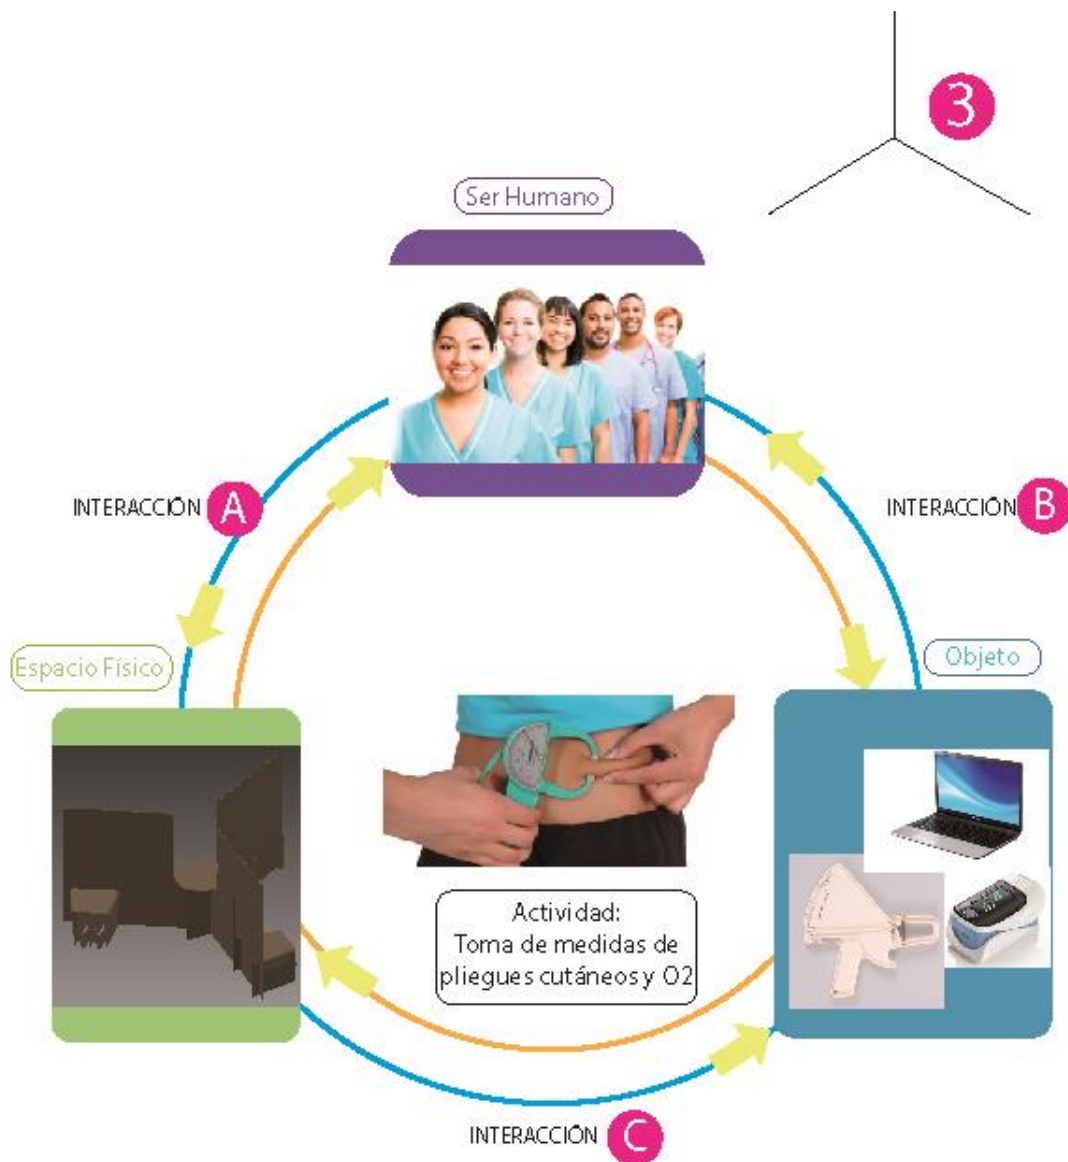 3
Ser Humano
INTERACCIÓN A
INTERACCIÓN B
Espacio Físico
Objeto
Actividad:
Toma de medidas de
pliegues cutáneos y O2
INTERACCIÓN C